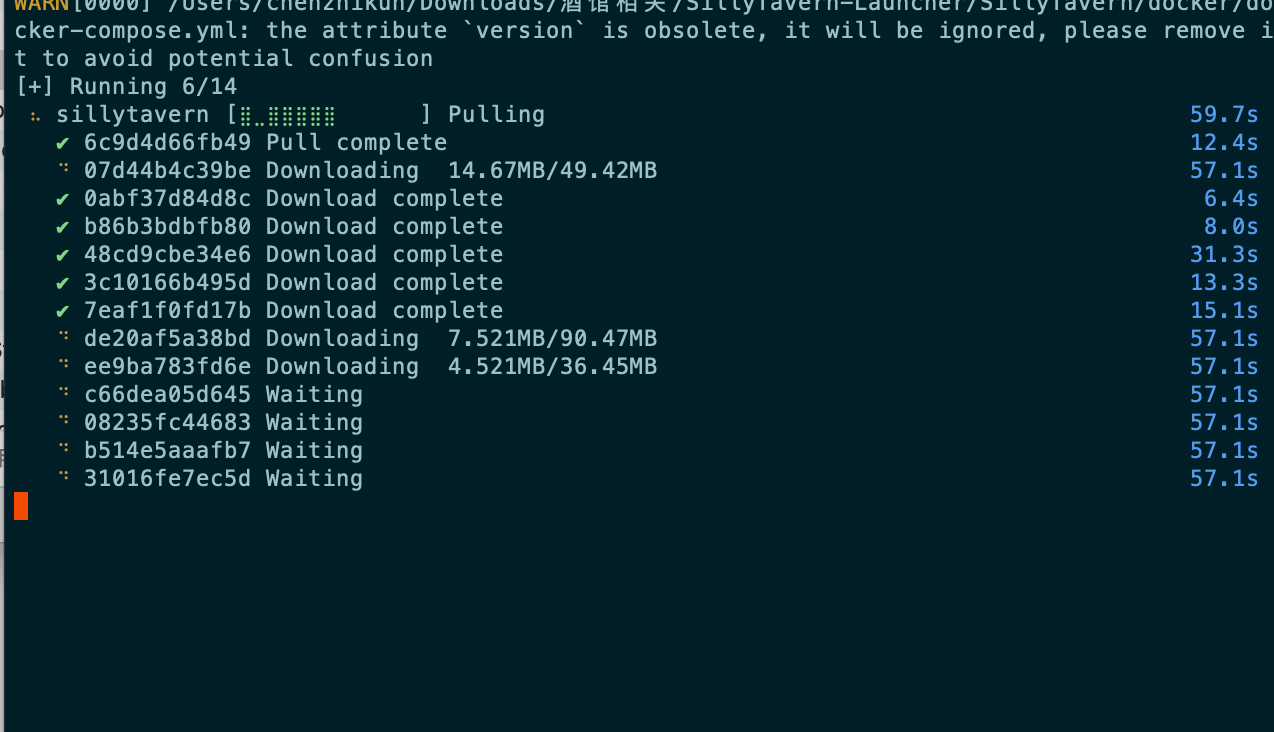 WARN[0000] /Users/chenzhikun/Downloads/酒馆相关/SillyTavern-Launcher/SillyTavern/docker/do
cker-compose.yml: the attribute `version` is obsolete, it will be ignored, please remove i
t to avoid potential confusion
[+] Running 6/14
sillytavern [⣿⣀⣿⣿⣿⣿⣿      ] Pulling 59.7s
✔ 6c9d4d66fb49 Pull complete 12.4s
07d44b4c39be Downloading 14.67MB/49.42MB 57.1s
✔ 0abf37d84d8c Download complete 6.4s
✔ b86b3bdbfb80 Download complete 8.0s
✔ 48cd9cbe34e6 Download complete 31.3s
✔ 3c10166b495d Download complete 13.3s
✔ 7eaf1f0fd17b Download complete 15.1s
de20af5a38bd Downloading 7.521MB/90.47MB 57.1s
ee9ba783fd6e Downloading 4.521MB/36.45MB 57.1s
c66dea05d645 Waiting 57.1s
08235fc44683 Waiting 57.1s
b514e5aaafb7 Waiting 57.1s
31016fe7ec5d Waiting 57.1s